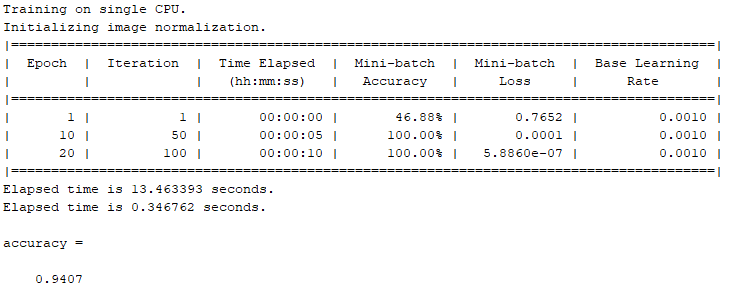 Training on single CPU.
Initializing image normalization.
|========================================================================================|
|  Epoch  |  Iteration  |  Time Elapsed  |  Mini-batch  |  Mini-batch  |  Base Learning  |
|         |             |   (hh:mm:ss)   |   Accuracy   |     Loss     |      Rate       |
|========================================================================================|
|       1 |           1 |       00:00:00 |       46.88% |       0.7652 |          0.0010 |
|      10 |          50 |       00:00:05 |      100.00% |       0.0001 |          0.0010 |
|      20 |         100 |       00:00:10 |      100.00% |   5.8860e-07 |          0.0010 |
|========================================================================================|
Elapsed time is 13.463393 seconds.
Elapsed time is 0.346762 seconds.
accuracy =
0.9407